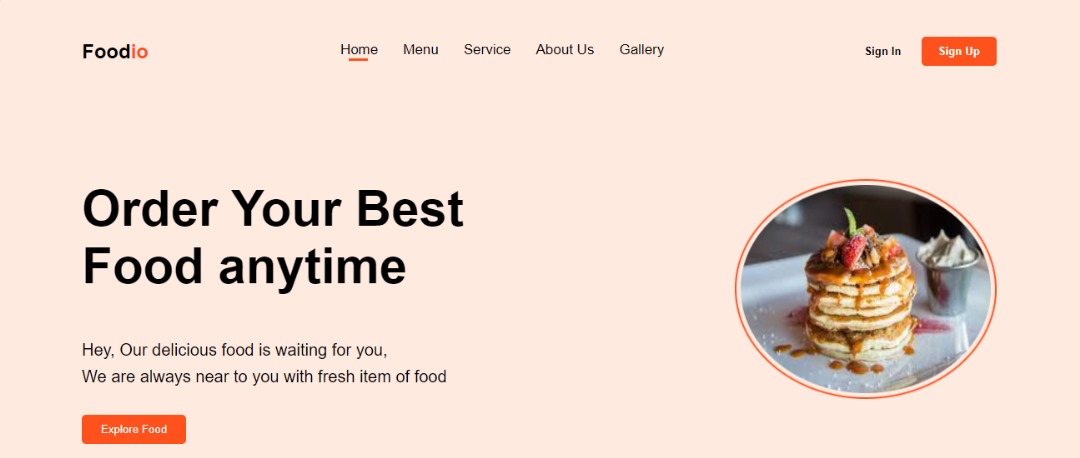 Foodio
Home Menu Service About Us Gallery
Sign In Sign Up
Order Your Best
Food anytime
Hey, Our delicious food is waiting for you,
We are always near to you with fresh item of food
Explore Food